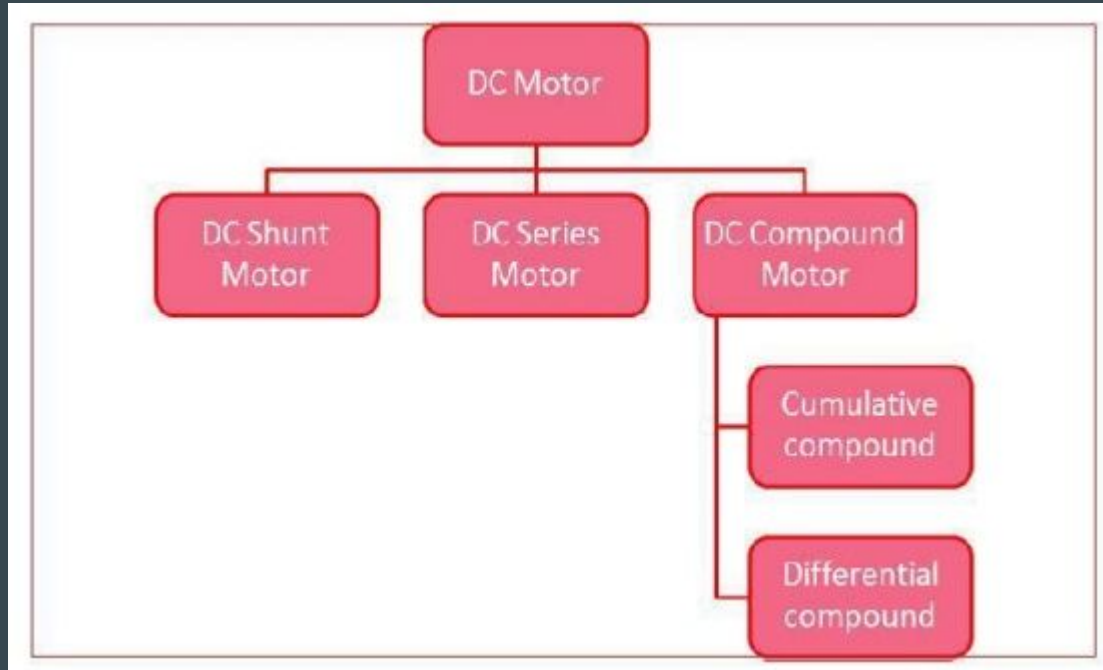 DC Motor
DC Shunt
Motor
DC Series
Motor
DC Compound
Motor
Cumulative
compound
Differential
compound